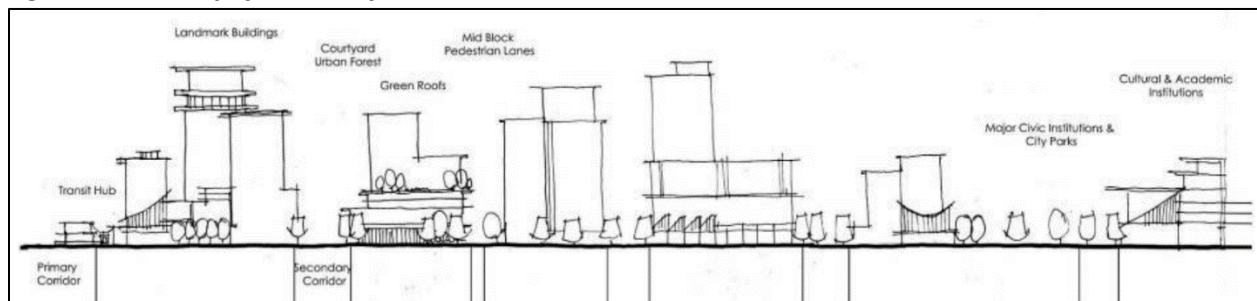 Landmark Buildings
Courtyard
Urban Forest
Mid Block
Pedestrian Lanes
Green Roofs
Cultural & Academic
Institutions
Major Civic Institutions &
City Parks
Transit Hub
Primary
Corridor
Secondary
Corridor